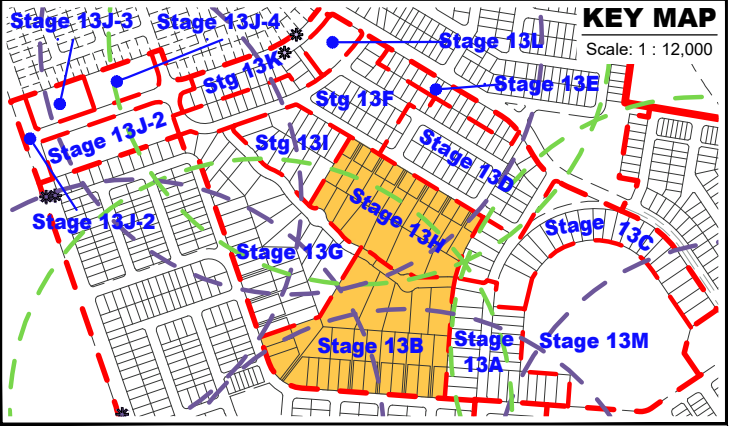 Stage 13J-3
Stage 13J-4
KEY MAP
Scale: 1 : 12,000
Stage 13L
Stg 13K
Stage 13E
Stg 13F
Stage 13J-2
Stg 13I
Stage 13D
Stage 13J-2
Stage 13H
Stage 13C
Stage 13G
Stage 13B
Stage
13A
Stage 13M